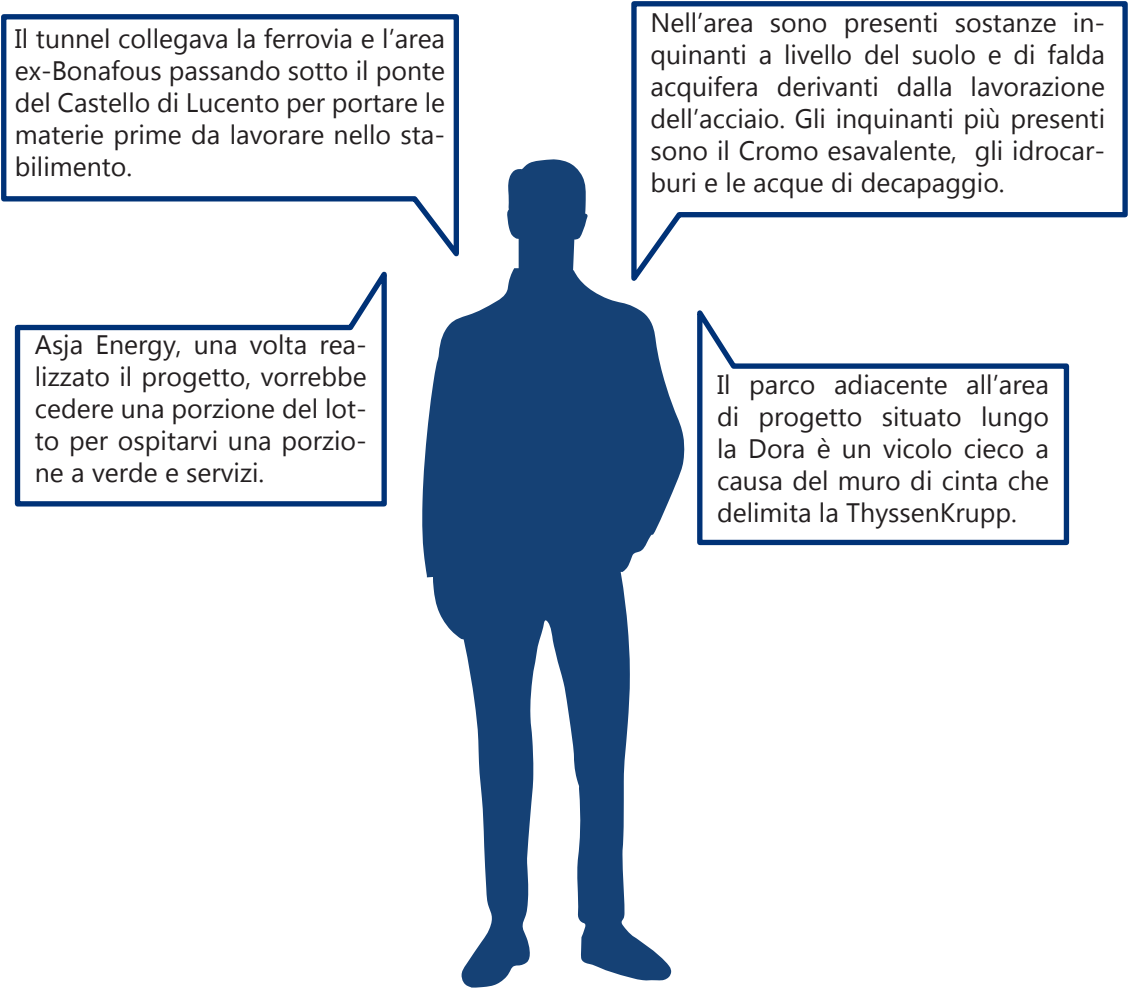 Il tunnel collegava la ferrovia e l'area
ex-Bonafous passando sotto il ponte
del Castello di Lucento per portare le
materie prime da lavorare nello sta-
bilimento.
Nell'area sono presenti sostanze in-
quinanti a livello del suolo e di falda
acquifera derivanti dalla lavorazione
dell'acciaio. Gli inquinanti più presenti
sono il Cromo esavalente, gli idrocar-
buri e le acque di decapaggio.
Asja Energy, una volta rea-
lizzato il progetto, vorrebbe
cedere una porzione del lot-
to per ospitarvi una porzio-
ne a verde e servizi.
Il parco adiacente all'area
di progetto situato lungo
la Dora è un vicolo cieco a
causa del muro di cinta che
delimita la ThyssenKrupp.